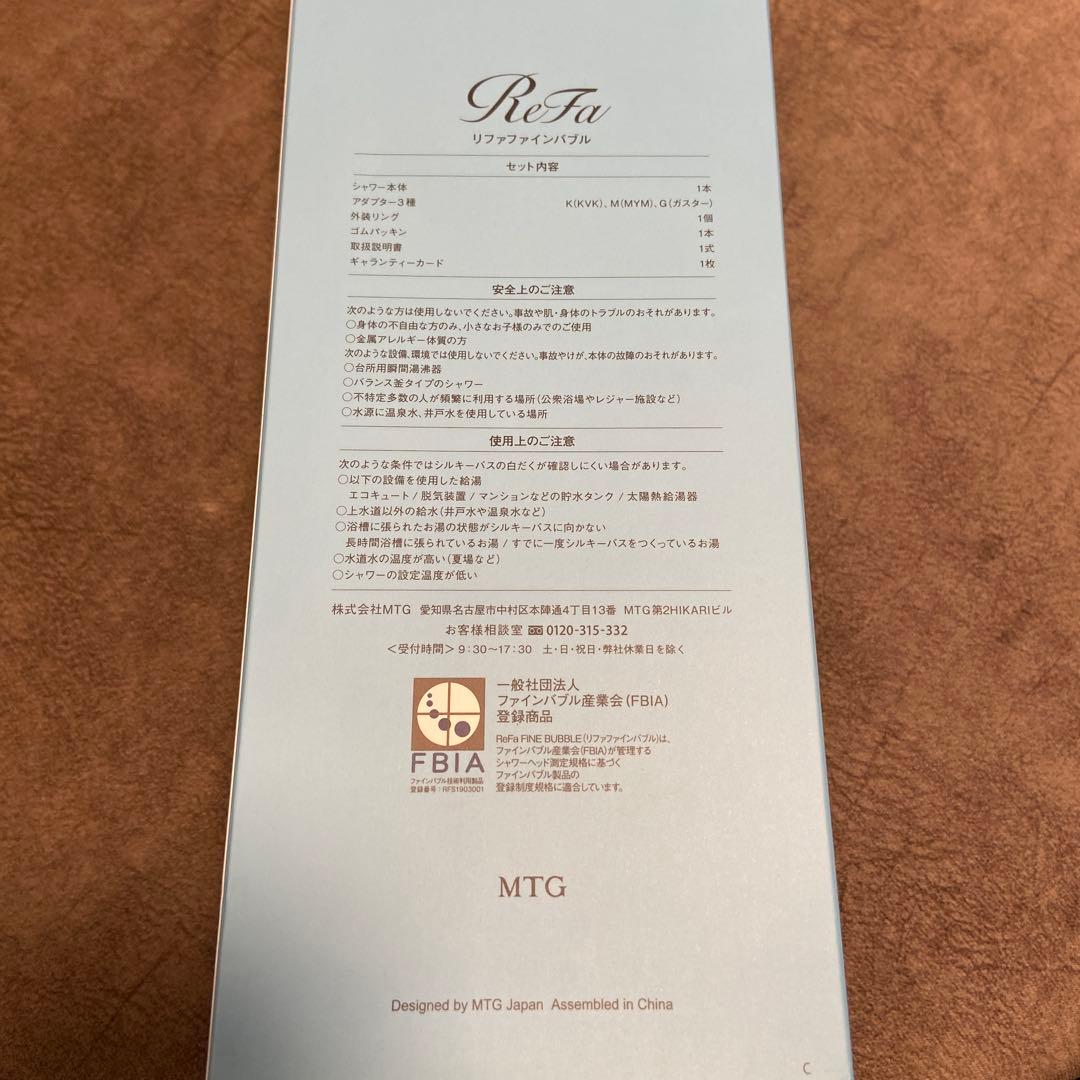 ReFa
リファファインバブル
セット内容
シャワー本体 1本
アダプター3種 K(KVK)、M(MYM)、G(ガスター)
外装リング 1個
ゴムパッキン 1本
取扱説明書 1式
ギャランティーカード 1枚
安全上のご注意
次のような方は使用しないでください。事故や肌・身体のトラブルのおそれがあります。
○身体の不自由な方のみ、小さなお子様のみでのご使用
○金属アレルギー体質の方
次のような設備、環境では使用しないでください。事故やけが、本体の故障のおそれがあります。
○台所用瞬間湯沸器
○バランス釜タイプのシャワー
○不特定多数の人が頻繁に利用する場所(公衆浴場やレジャー施設など)
○水源に温泉水、井戸水を使用している場所
使用上のご注意
次のような条件ではシルキーバスの白だくが確認しにくい場合があります。
○以下の設備を使用した給湯
エコキュート / 脱気装置 / マンションなどの貯水タンク / 太陽熱給湯器
○上水道以外の給水(井戸水や温泉水など)
○浴槽に張られたお湯の状態がシルキーバスに向かない
長時間浴槽に張られているお湯 / すでに一度シルキーバスをつくっているお湯
○水道水の温度が高い(夏場など)
○シャワーの設定温度が低い
株式会社MTG 愛知県名古屋市中村区本陣通4丁目13番 MTG第2HIKARIビル
お客様相談室 0120-315-332
<受付時間> 9:30〜17:30 土・日・祝日・弊社休業日を除く
一般社団法人
ファインバブル産業会(FBIA)
登録商品
ReFa FINE BUBBLE(リファファインバブル)は、
ファインバブル産業会(FBIA)が管理する
シャワーヘッド測定規格に基づく
ファインバブル製品の
登録制度規格に適合しています。
FBIA
ファインバブル技術利用製品
登録番号:RFS1903001
MTG
Designed by MTG Japan Assembled in China
C